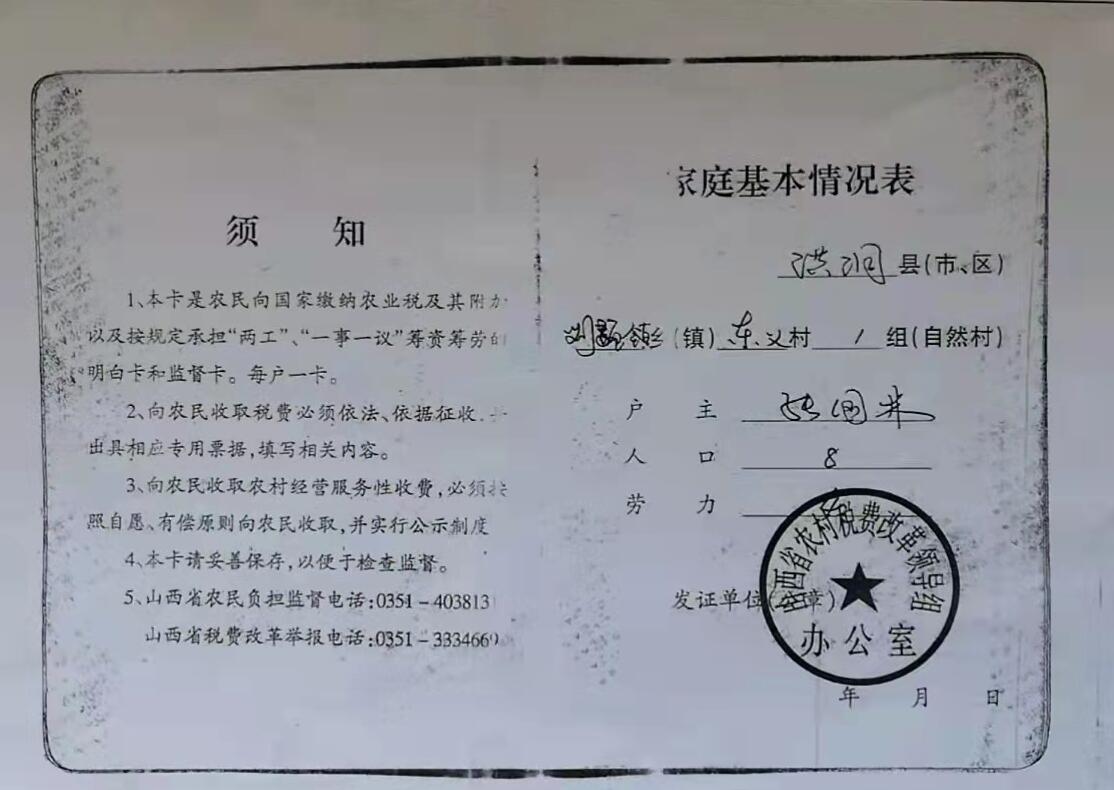 须 知
1、本卡是农民向国家缴纳农业税及其附加
以及按规定承担“两工”、“一事一议”筹资筹劳的
明白卡和监督卡。每户一卡。
2、向农民收取税费必须依法、依据征收,
出具相应专用票据,填写相关内容。
3、向农民收取农村经营服务性收费,必须按
照自愿、有偿原则向农民收取,并实行公示制度
4、本卡请妥善保存,以便于检查监督。
5、山西省农民负担监督电话:0351-403813
山西省税费改革举报电话:0351-3334669
家庭基本情况表
洪洞县(市、区)
乡(镇)东义村 1 组(自然村)
户 主
人 口 8
劳 力
发证单位(章)
山西省农村税费改革领导组
办公室
年 月 日